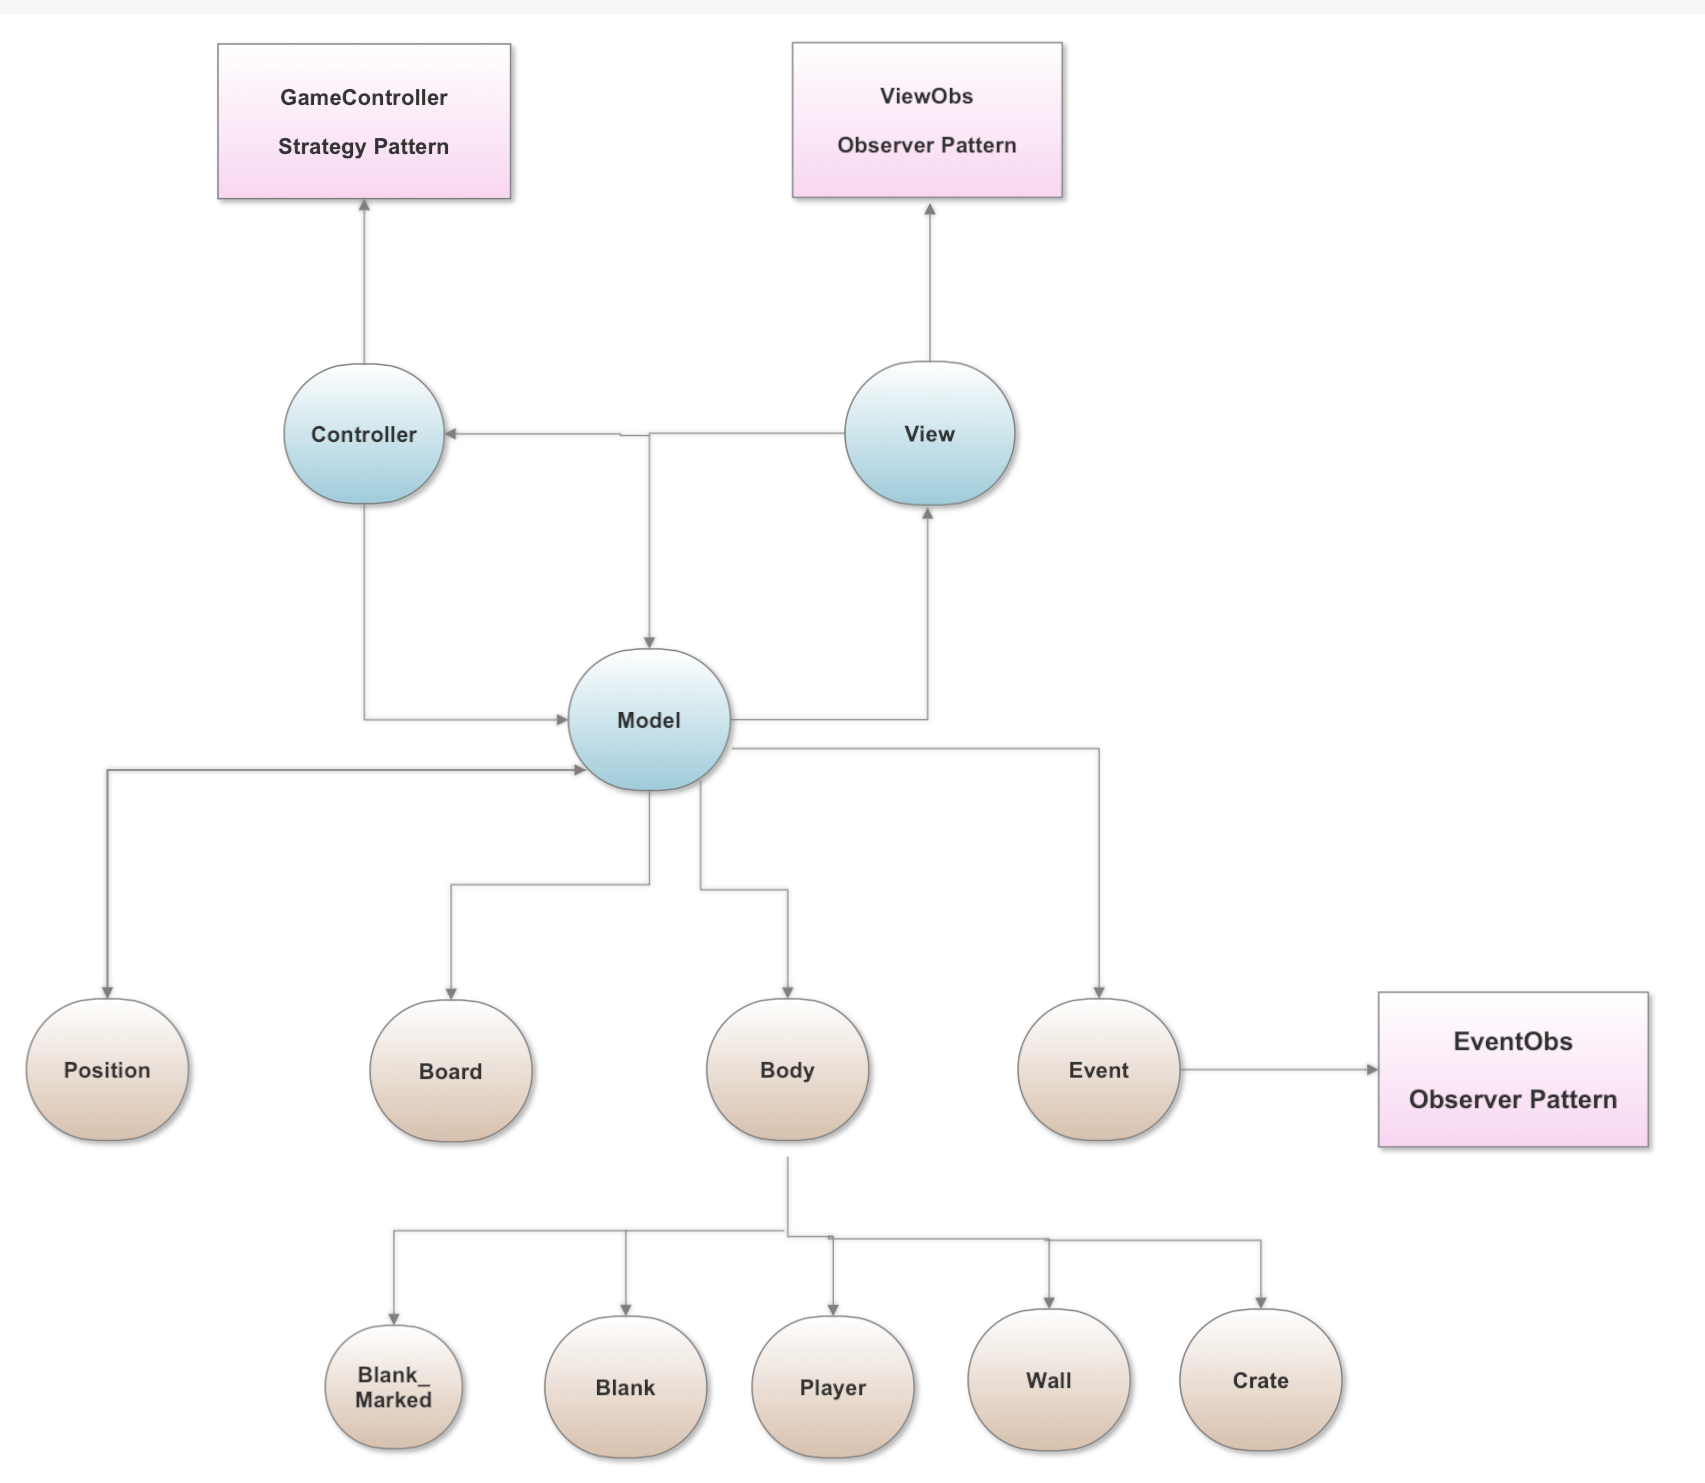 GameController
Strategy Pattern
ViewObs
Observer Pattern
Controller
View
Model
Position
Board
Body
Event
EventObs
Observer Pattern
Blank_
Marked
Blank
Player
Wall
Crate